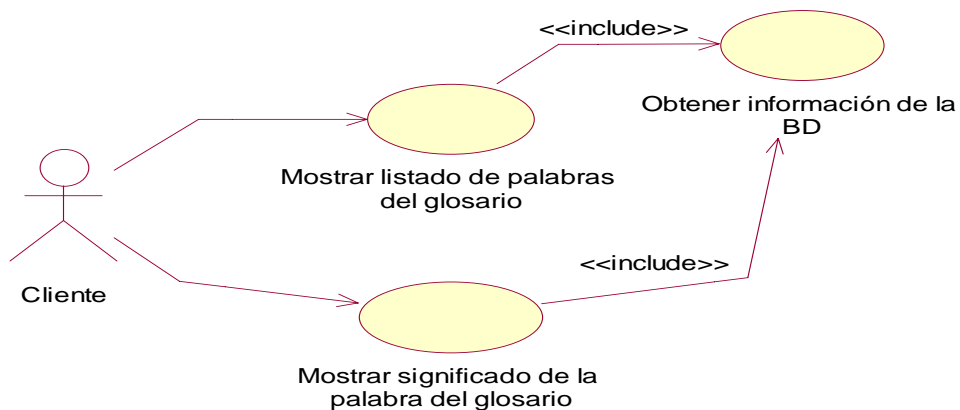 <<include>>
Obtener información de la
BD
Mostrar listado de palabras
del glosario
<<include>>
Cliente
Mostrar significado de la
palabra del glosario